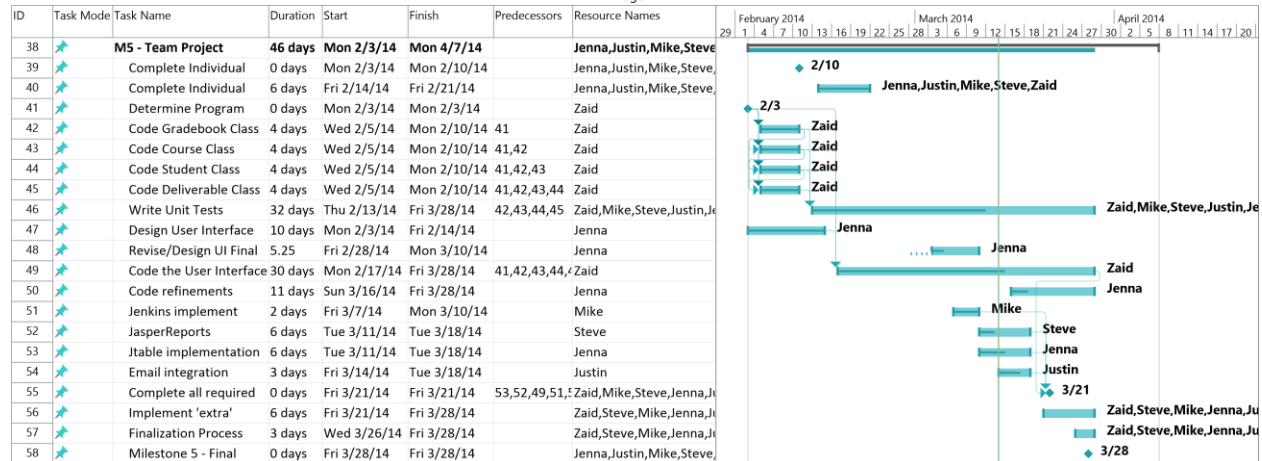 ID Task Mode Task Name Duration Start Finish Predecessors Resource Names February 2014 March 2014 April 2014
29 1 4 7 10 13 16 19 22 25 28 3 6 9 12 15 18 21 24 27 30 2 5 8 11 14 17 20
38 M5 - Team Project 46 days Mon 2/3/14 Mon 4/7/14 Jenna,Justin,Mike,Steve
39 Complete Individual 0 days Mon 2/3/14 Mon 2/10/14 Jenna,Justin,Mike,Steve, 2/10
40 Complete Individual 6 days Fri 2/14/14 Fri 2/21/14 Jenna,Justin,Mike,Steve, Jenna,Justin,Mike,Steve,Zaid
41 Determine Program 0 days Mon 2/3/14 Mon 2/3/14 Zaid 2/3
42 Code Gradebook Class 4 days Wed 2/5/14 Mon 2/10/14 41 Zaid Zaid
43 Code Course Class 4 days Wed 2/5/14 Mon 2/10/14 41,42 Zaid Zaid
44 Code Student Class 4 days Wed 2/5/14 Mon 2/10/14 41,42,43 Zaid Zaid
45 Code Deliverable Class 4 days Wed 2/5/14 Mon 2/10/14 41,42,43,44 Zaid Zaid
46 Write Unit Tests 32 days Thu 2/13/14 Fri 3/28/14 42,43,44,45 Zaid,Mike,Steve,Justin,Je Zaid,Mike,Steve,Justin,Je
47 Design User Interface 10 days Mon 2/3/14 Fri 2/14/14 Jenna Jenna
48 Revise/Design UI Final 5.25 Fri 2/28/14 Mon 3/10/14 Jenna Jenna
49 Code the User Interface 30 days Mon 2/17/14 Fri 3/28/14 41,42,43,44,4 Zaid Zaid
50 Code refinements 11 days Sun 3/16/14 Fri 3/28/14 Jenna Jenna
51 Jenkins implement 2 days Fri 3/7/14 Mon 3/10/14 Mike Mike
52 JasperReports 6 days Tue 3/11/14 Tue 3/18/14 Steve Steve
53 Jtable implementation 6 days Tue 3/11/14 Tue 3/18/14 Jenna Jenna
54 Email integration 3 days Fri 3/14/14 Tue 3/18/14 Justin Justin
55 Complete all required 0 days Fri 3/21/14 Fri 3/21/14 53,52,49,51,5 Zaid,Mike,Steve,Jenna,Ju 3/21
56 Implement 'extra' 6 days Fri 3/21/14 Fri 3/28/14 Zaid,Steve,Mike,Jenna,Ju Zaid,Steve,Mike,Jenna,Ju
57 Finalization Process 3 days Wed 3/26/14 Fri 3/28/14 Zaid,Steve,Mike,Jenna,Ju Zaid,Steve,Mike,Jenna,Ju
58 Milestone 5 - Final 0 days Fri 3/28/14 Fri 3/28/14 Jenna,Justin,Mike,Steve, 3/28